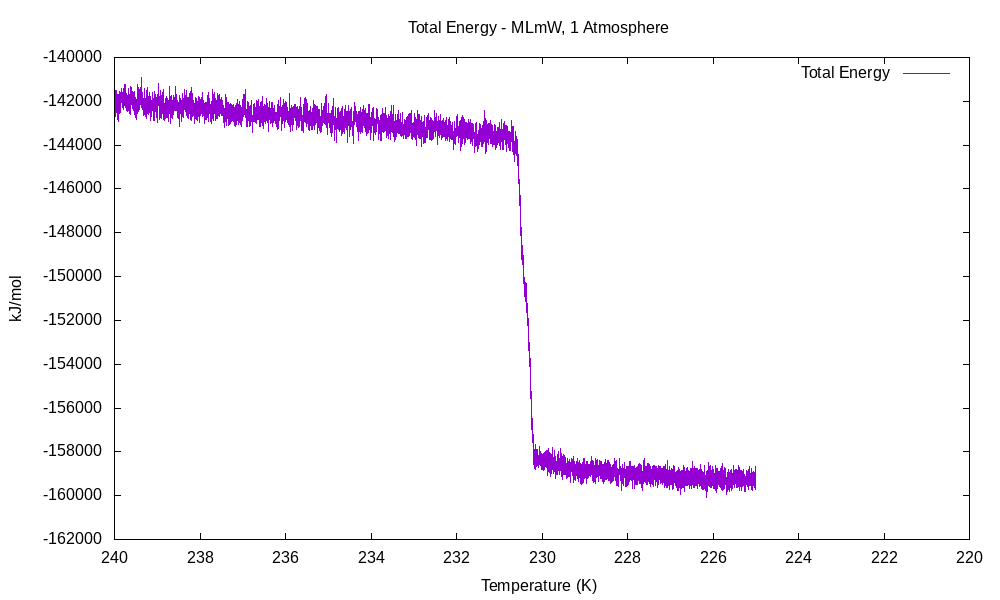 Total Energy - MLmW, 1 Atmosphere
Total Energy
-140000
-142000
-144000
-146000
-148000
-150000
-152000
-154000
-156000
-158000
-160000
-162000
kJ/mol
240 238 236 234 232 230 228 226 224 222 220
Temperature (K)